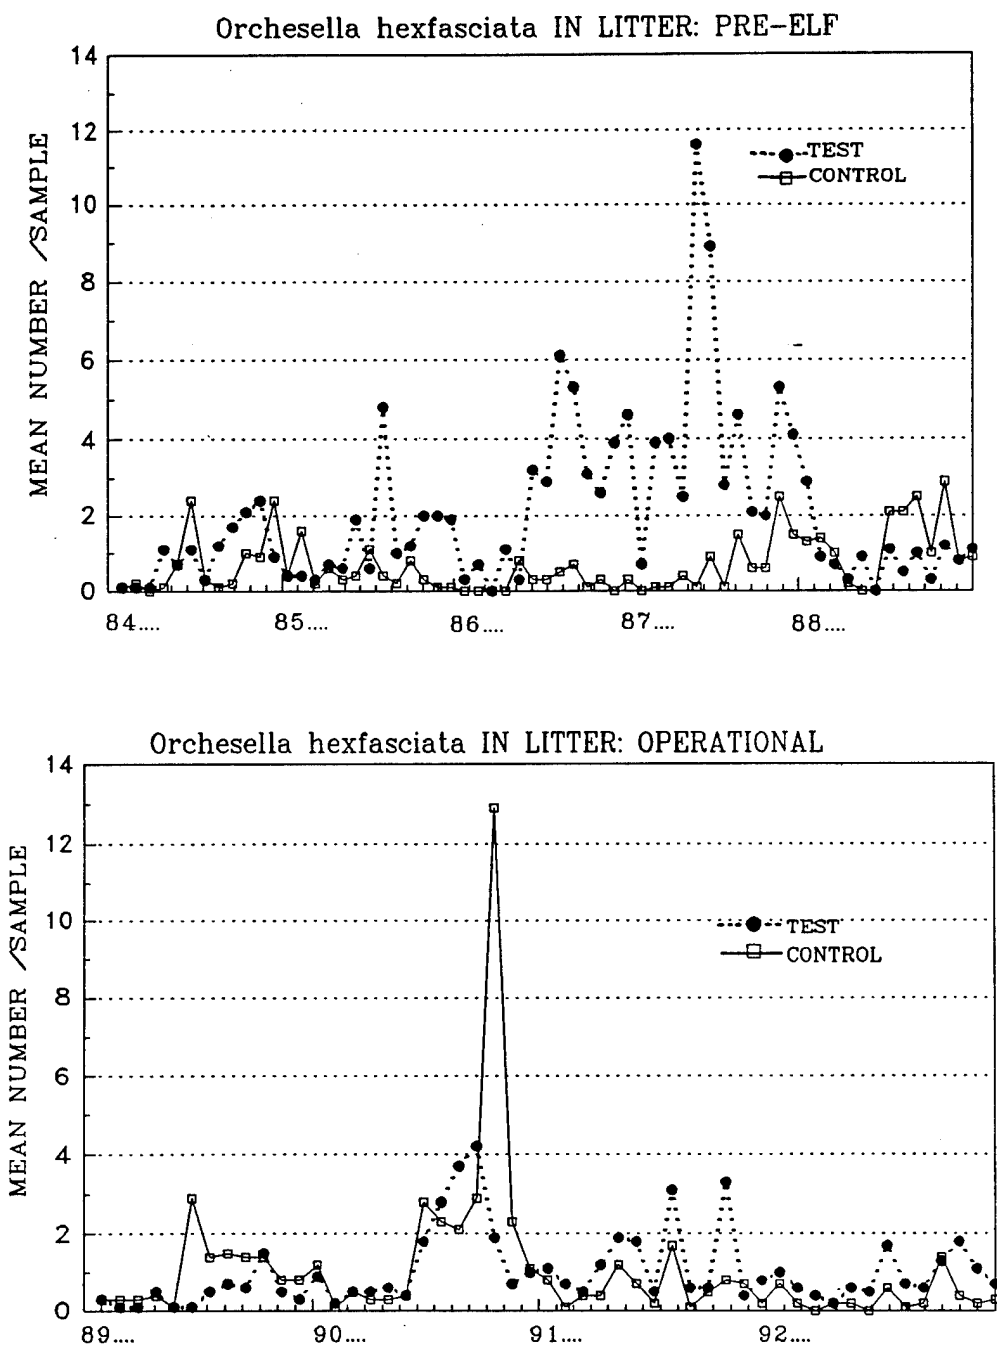 Orchesella hexfasciata IN LITTER: PRE-ELF
14
12
10
8
6
4
2
0
MEAN NUMBER /SAMPLE
TEST
CONTROL
84.... 85.... 86.... 87.... 88....
Orchesella hexfasciata IN LITTER: OPERATIONAL
14
12
10
8
6
4
2
0
MEAN NUMBER /SAMPLE
TEST
CONTROL
89.... 90.... 91.... 92....